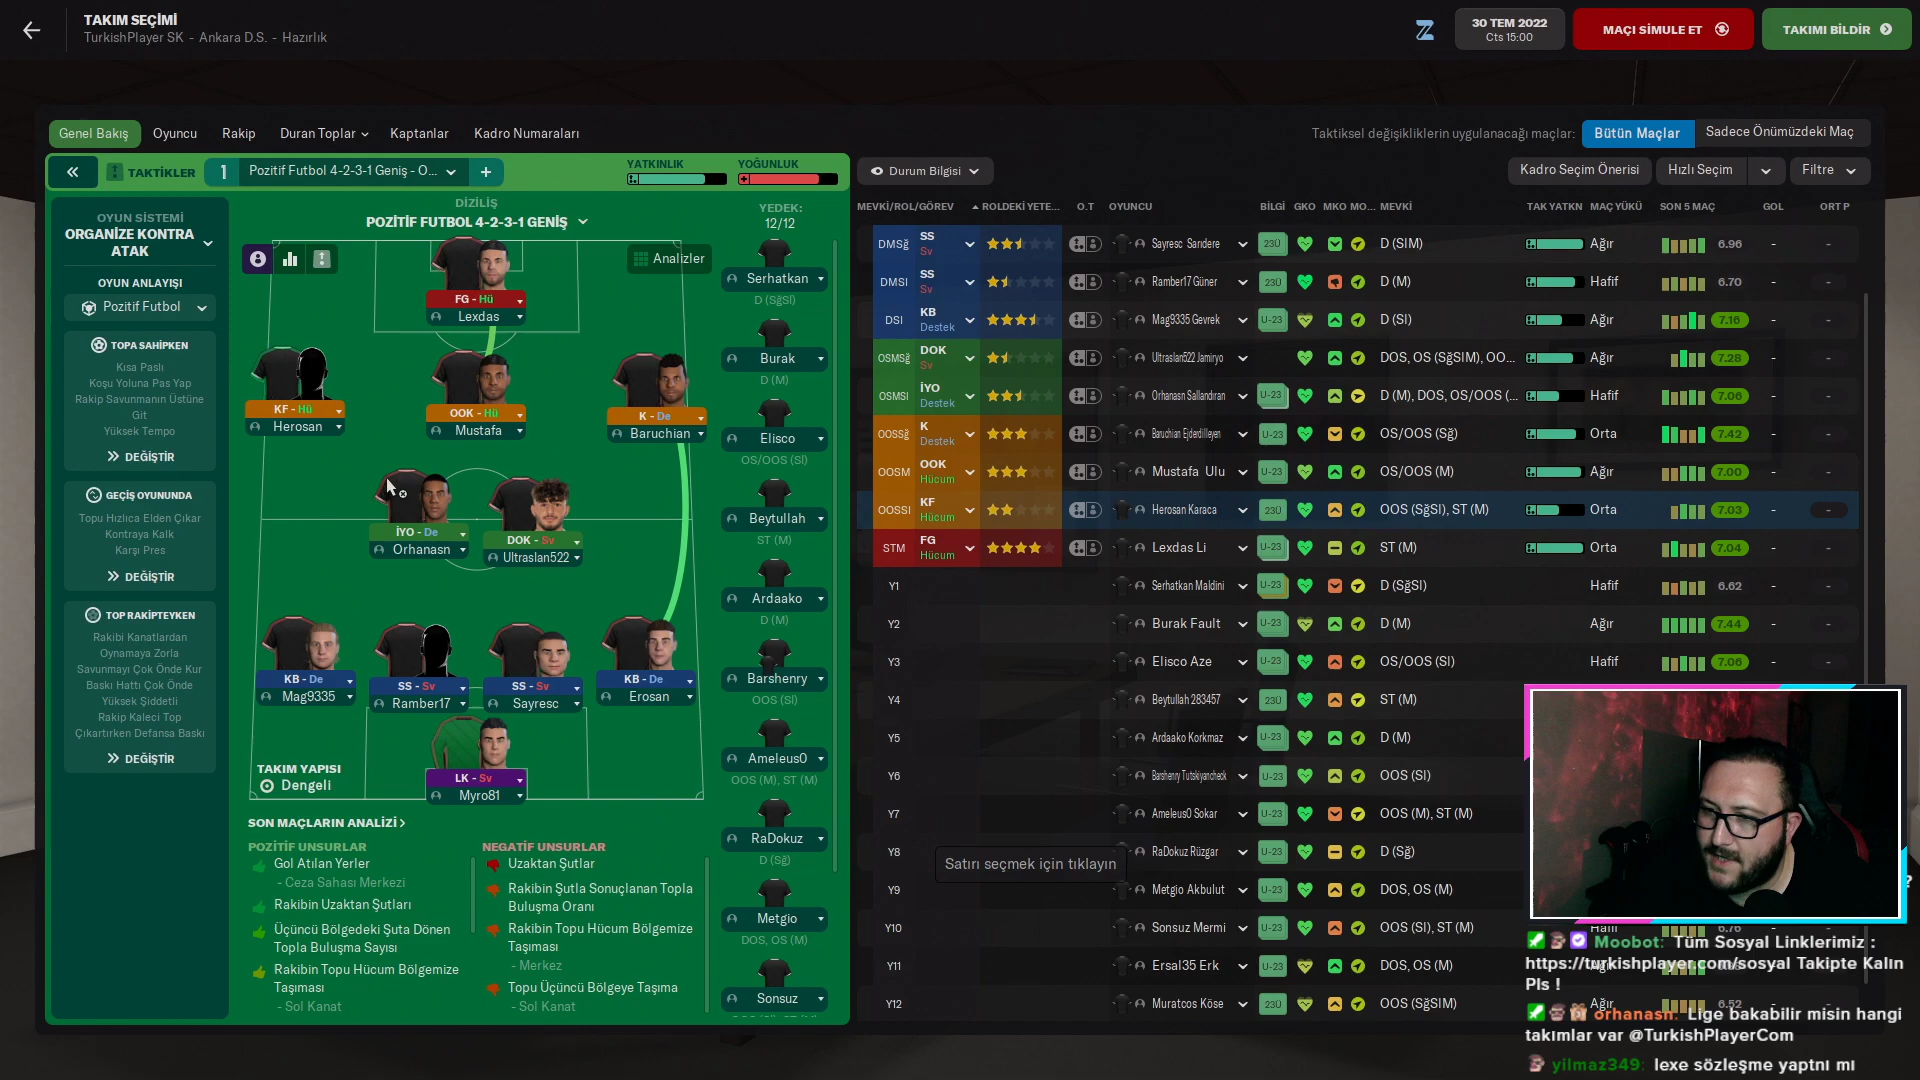 TAKIM SEÇİMİ
TurkishPlayer SK - Ankara D.S. - Hazırlık
30 TEM 2022
Cts 15:00
MAÇI SİMULE ET
TAKIMI BİLDİR
Genel Bakış Oyuncu Rakip Duran Toplar Kaptanlar Kadro Numaraları
Taktiksel değişikliklerin uygulanacağı maçlar: Bütün Maçlar Sadece Önümüzdeki Maç
TAKTİKLER 1 Pozitif Futbol 4-2-3-1 Geniş - O... +
YATKINLIK YOĞUNLUK
Durum Bilgisi
Kadro Seçim Önerisi Hızlı Seçim Filtre
OYUN SİSTEMİ
ORGANİZE KONTRA
ATAK
OYUN ANLAYIŞI
Pozitif Futbol
TOPA SAHİPKEN
Kısa Paslı
Koşu Yoluna Pas Yap
Rakip Savunmanın Üstüne
Git
Yüksek Tempo
DEĞİŞTİR
GEÇİŞ OYUNUNDA
Topu Hızlıca Elden Çıkar
Kontraya Kalk
Karşı Pres
DEĞİŞTİR
TOP RAKİPTEYKEN
Rakibi Kanatlardan
Oynamaya Zorla
Savunmayı Çok Önde Kur
Baskı Hattı Çok Önde
Yüksek Şiddetli
Rakip Kaleci Top
Çıkartırken Defansa Baskı
DEĞİŞTİR
DİZİLİŞ
POZİTİF FUTBOL 4-2-3-1 GENİŞ
Analizler
FG - Hü
Lexdas
KF - Hü
Herosan
OOK - Hü
Mustafa
K - De
Baruchian
İYO - De
Orhanasn
DOK - Sv
Ultraslan522
KB - De
Mag9335
SS - Sv
Ramber17
SS - Sv
Sayresc
KB - De
Erosan
LK - Sv
Myro81
TAKIM YAPISI
Dengeli
YEDEK:
12/12
Serhatkan
D (SğSl)
Burak
D (M)
Elisco
OS/OOS (Sl)
Beytullah
ST (M)
Ardaako
D (M)
Barshenry
OOS (Sl)
Ameleus0
OOS (M), ST (M)
RaDokuz
D (Sğ)
Metgio
DOS, OS (M)
Sonsuz
SON MAÇLARIN ANALİZİ
POZİTİF UNSURLAR
Gol Atılan Yerler
- Ceza Sahası Merkezi
Rakibin Uzaktan Şutları
Üçüncü Bölgedeki Şuta Dönen
Topla Buluşma Sayısı
Rakibin Topu Hücum Bölgemize
Taşıması
- Sol Kanat
NEGATİF UNSURLAR
Uzaktan Şutlar
Rakibin Şutla Sonuçlanan Topla
Buluşma Oranı
Rakibin Topu Hücum Bölgemize
Taşıması
- Merkez
Topu Üçüncü Bölgeye Taşıma
- Sol Kanat
MEVKİ/ROL/GÖREV ROLDEKİ YETE... O.T OYUNCU BİLGİ GKO MKO MO... MEVKİ TAK YATKN MAÇ YÜKÜ SON 5 MAÇ GOL ORT P
DMSğ SS Sv Sayresc Sarıdere 23Ü D (SlM) Ağır 6.96 -
DMSl SS Sv Ramber17 Güner 23Ü D (M) Hafif 6.70 - -
DSl KB Destek Mag9335 Gevrek U-23 D (Sl) Ağır 7.16 - -
OSMSğ DOK Sv Ultraslan522 Jamiryo DOS, OS (SğSlM), OO... Ağır 7.28 - -
OSMSl İYO Destek Orhanasn Sallandıran U-23 D (M), DOS, OS/OOS (... Hafif 7.06 - -
OOSSğ K Destek Baruchian Ejderdilleyen U-23 OS/OOS (Sğ) Orta 7.42 - -
OOSM OOK Hücum Mustafa Ulu U-23 OS/OOS (M) Ağır 7.00 - -
OOSSl KF Hücum Herosan Karaca 23Ü OOS (SğSl), ST (M) Orta 7.03 - -
STM FG Hücum Lexdas Li U-23 ST (M) Orta 7.04 - -
Y1 Serhatkan Maldini U-23 D (SğSl) Hafif 6.62 - -
Y2 Burak Fault U-23 D (M) Ağır 7.44 - -
Y3 Elisco Aze U-23 OS/OOS (Sl) Hafif 7.06 - -
Y4 Beytullah 283457 23Ü ST (M)
Y5 Ardaako Korkmaz U-23 D (M)
Y6 Barshenry Tutskiyancheck U-23 OOS (Sl)
Y7 Ameleus0 Sokar U-23 OOS (M), ST (M)
Y8 RaDokuz Rüzgar U-23 D (Sğ)
Y9 Metgio Akbulut U-23 DOS, OS (M)
Y10 Sonsuz Mermi U-23 OOS (Sl), ST (M)
Y11 Ersal35 Erk U-23 DOS, OS (M)
Y12 Muratcos Köse 23Ü OOS (SğSlM) Ağır 6.52 - -
Satırı seçmek için tıklayın
Moobot: Tüm Sosyal Linklerimiz :
https://turkishplayer.com/sosyal Takipte Kalın
Pls !
orhanasn: Lige bakabilir misin hangi
takımlar var @TurkishPlayerCom
yilmaz349: lexe sözleşme yaptnı mı